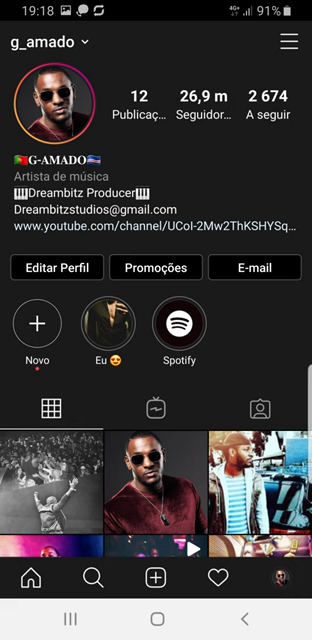 19:18 4G+ 91%
g_amado
12 26,9 m 2 674
Publicaç... Seguidor... A seguir
🇵🇹𝐆-𝐀𝐌𝐀𝐃𝐎🇨🇻
Artista de música
🎹Dreambitz Producer🎹
Dreambitzstudios@gmail.com
www.youtube.com/channel/UCoI-2Mw2ThKSHYSq...
Editar Perfil Promoções E-mail
Novo Eu 😍 Spotify